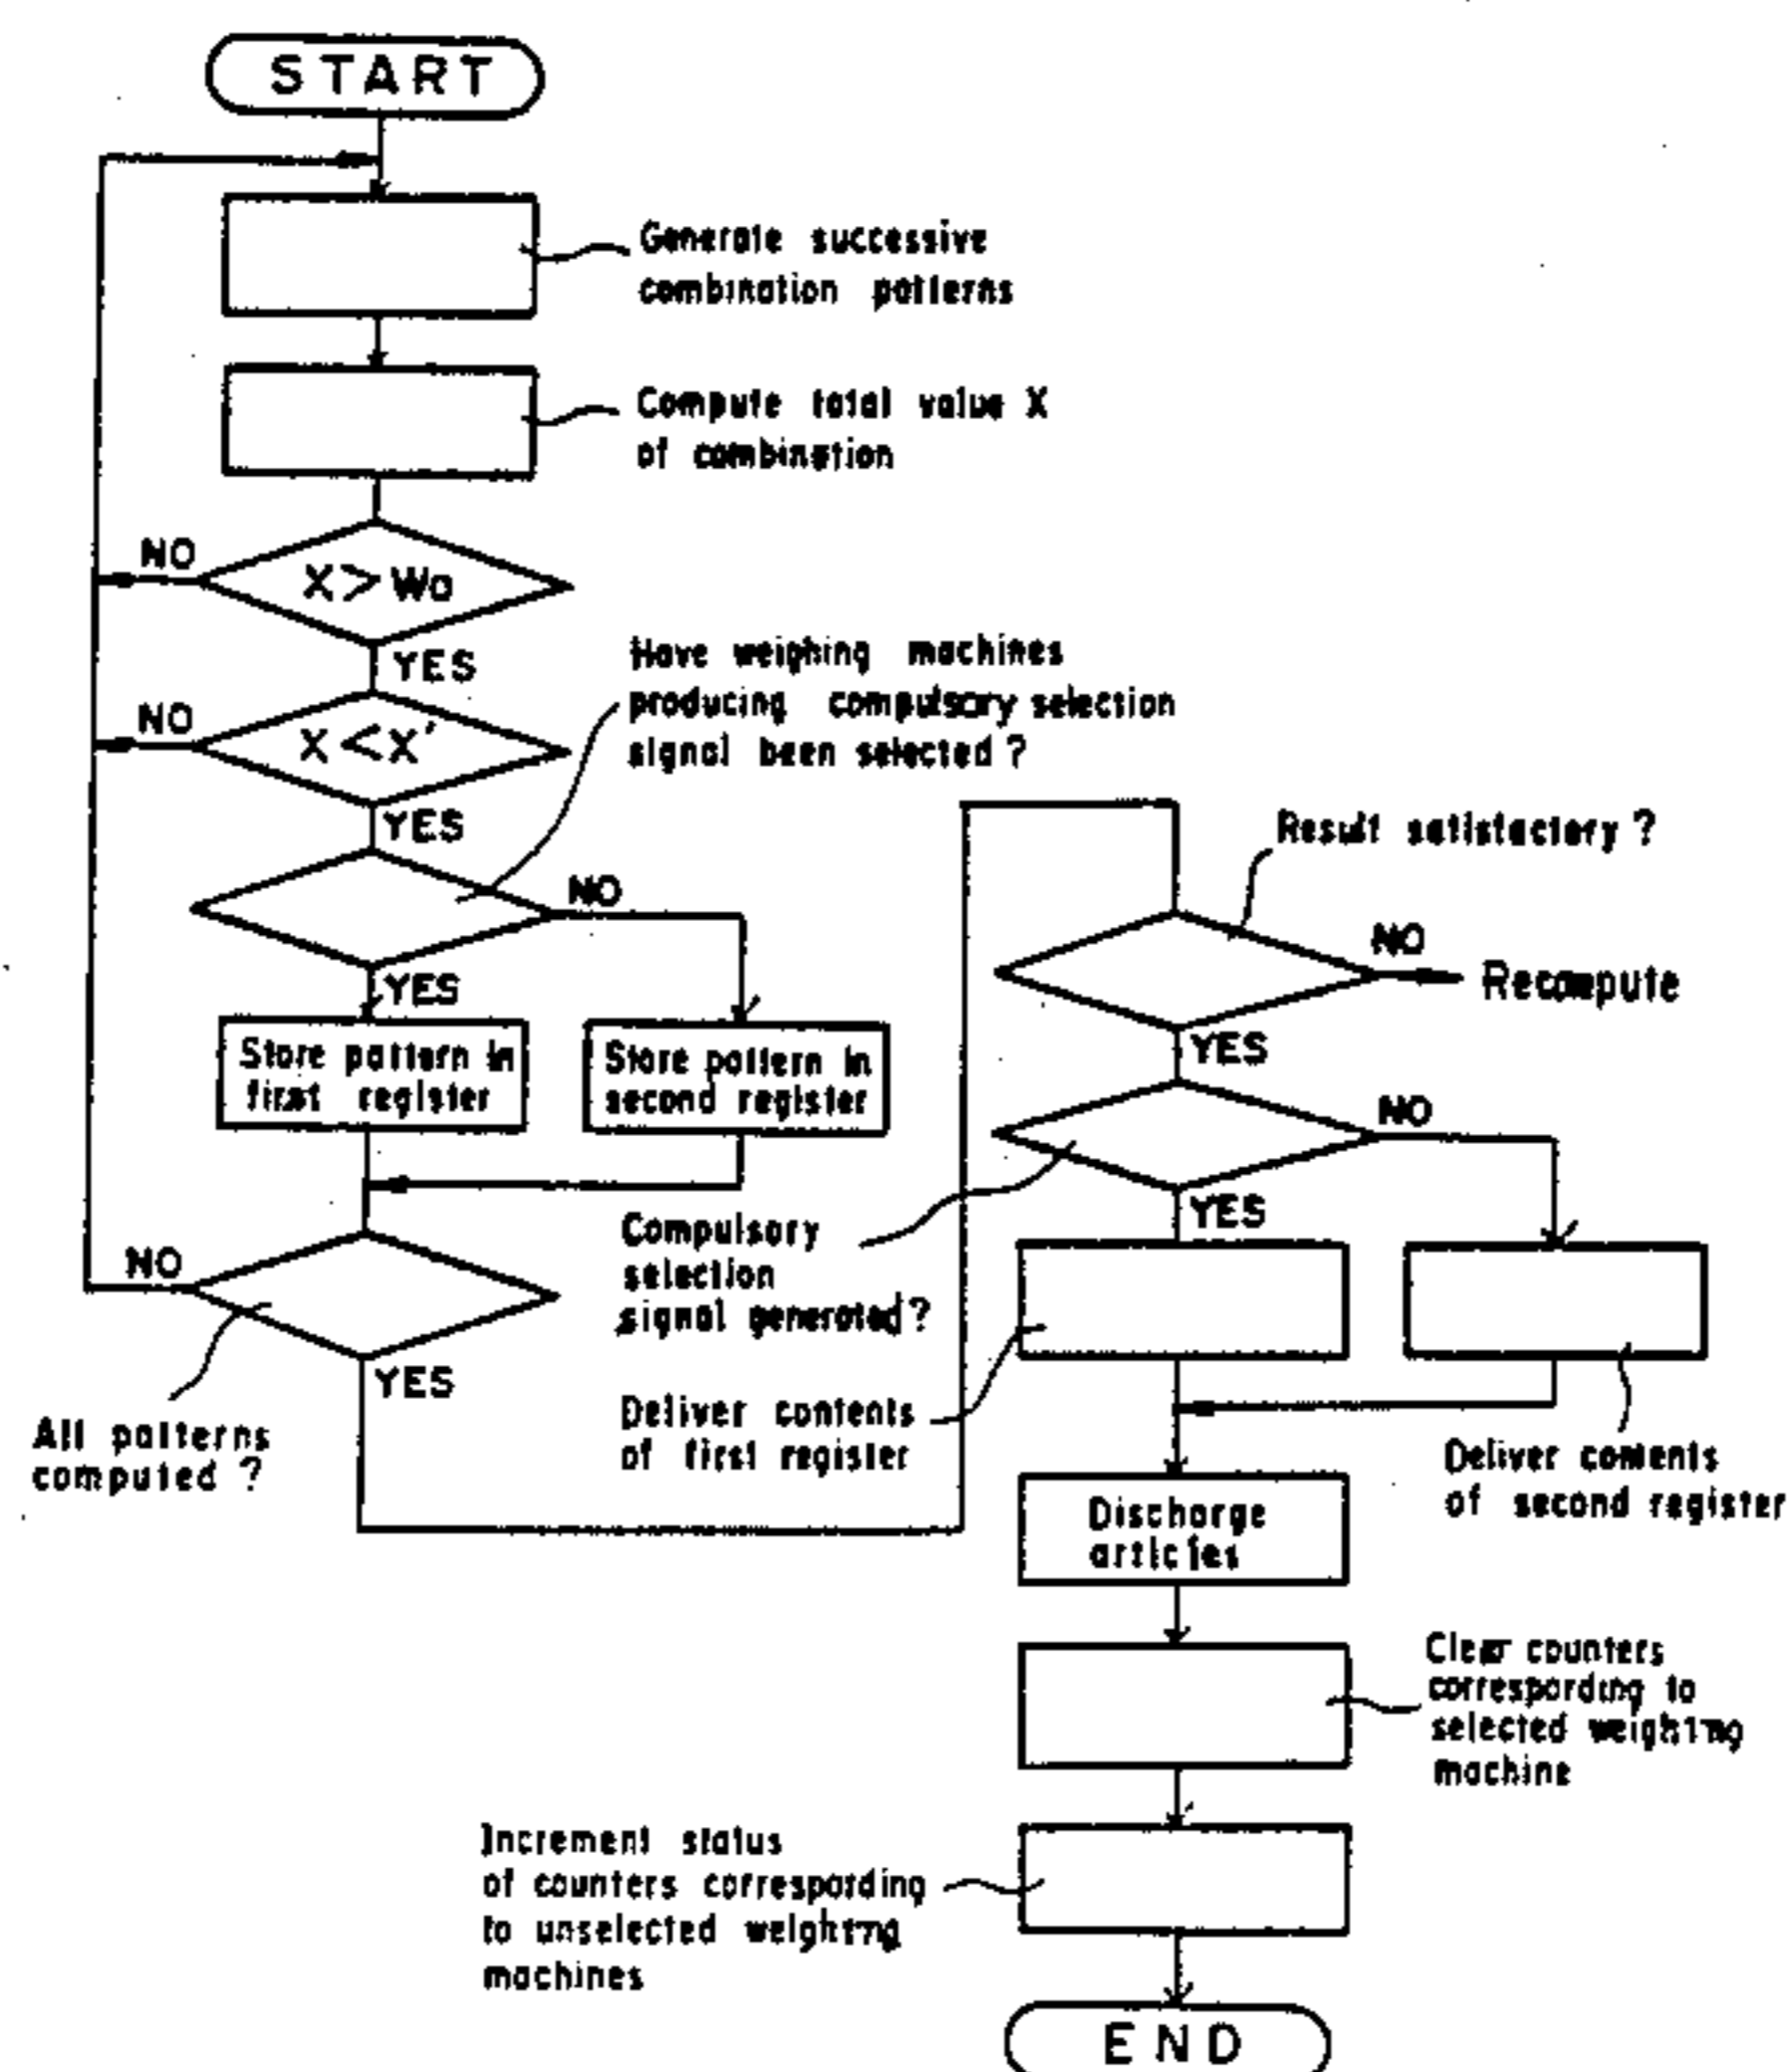 START
Generate successive
combination patterns
Compute total value X
of combination
NO
X > Wa
YES
NO
X < X'
YES
Have weighing machines
producing compulsory selection
signal been selected ?
NO
YES
Store pattern in
first register
Store pattern in
second register
NO
YES
All patterns
computed ?
Result satisfactory ?
NO
Recompute
YES
NO
Compulsory
selection
signal generated ?
YES
Deliver contents
of first register
Deliver contents
of second register
Discharge
articles
Clear counters
corresponding to
selected weighting
machine
Increment status
of counters corresponding
to unselected weighting
machines
END